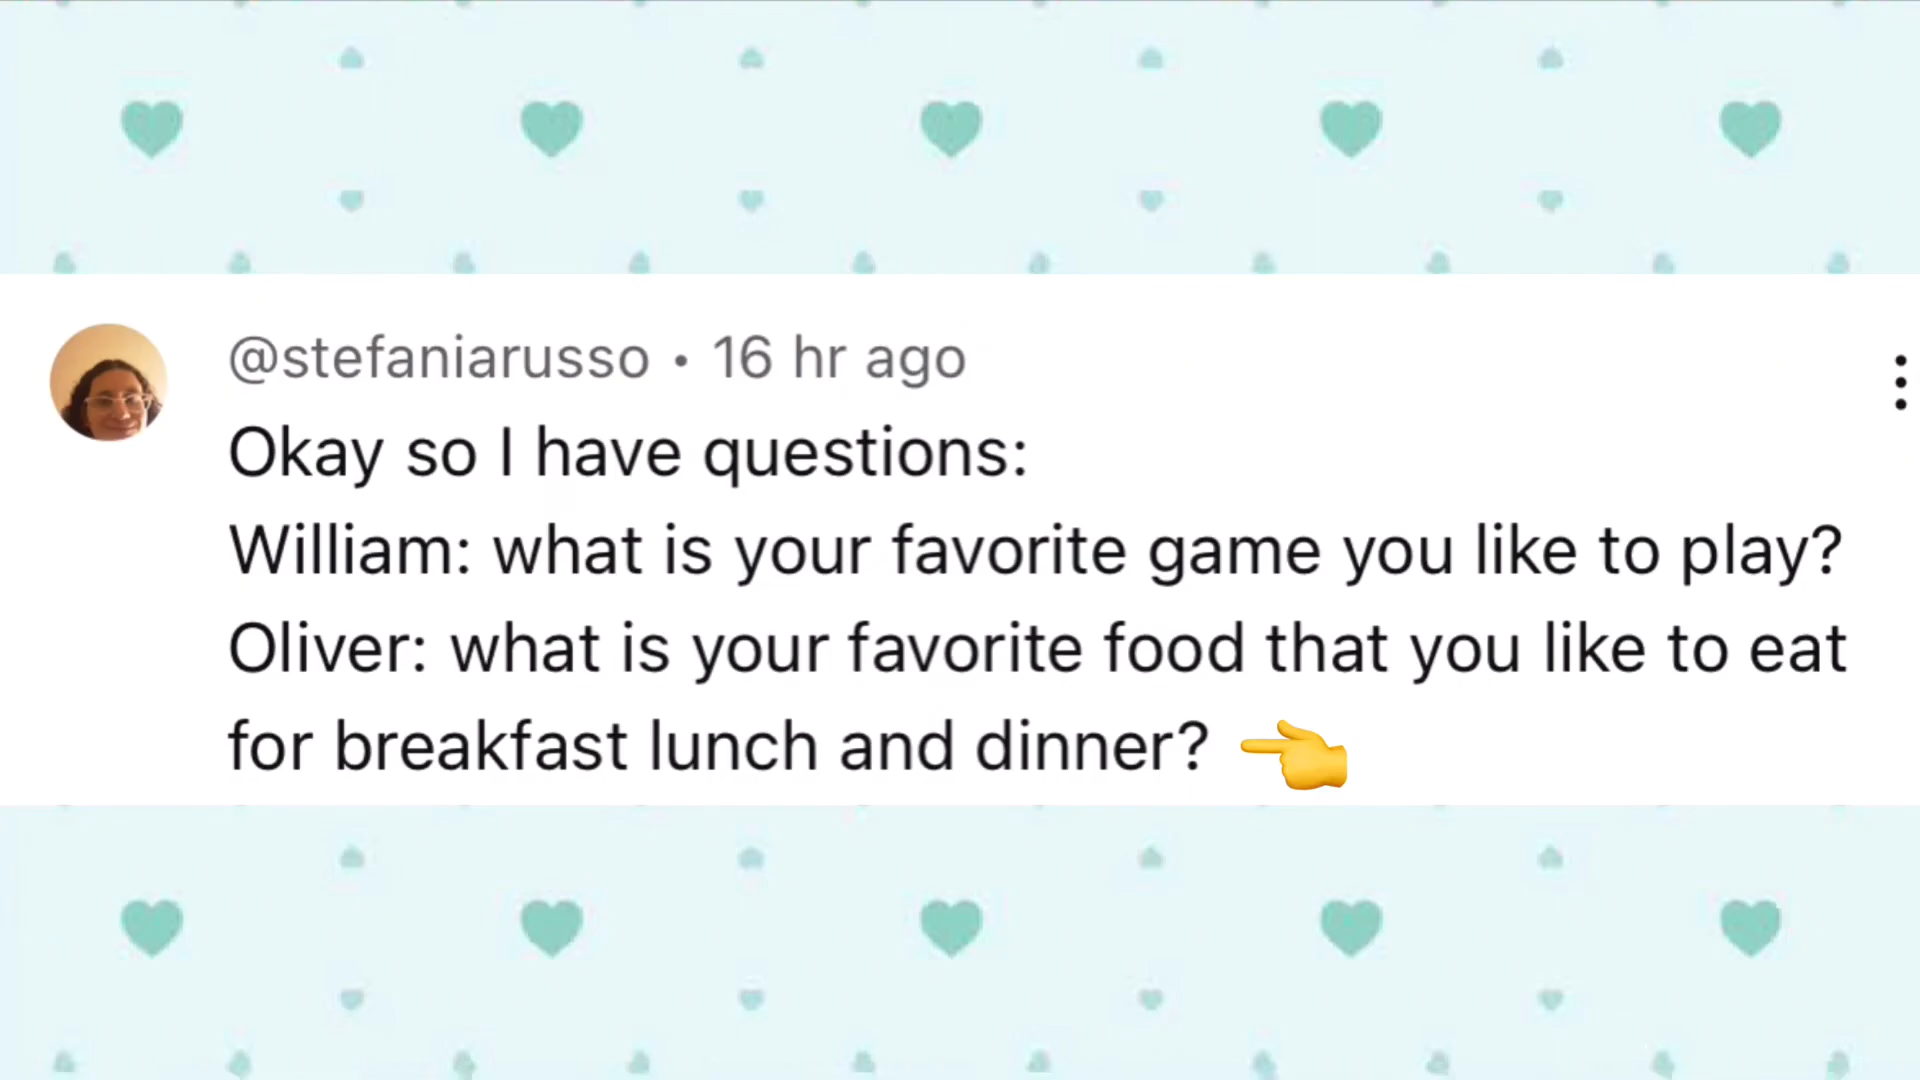 @stefaniarusso • 16 hr ago
Okay so I have questions:
William: what is your favorite game you like to play?
Oliver: what is your favorite food that you like to eat
for breakfast lunch and dinner? 👈